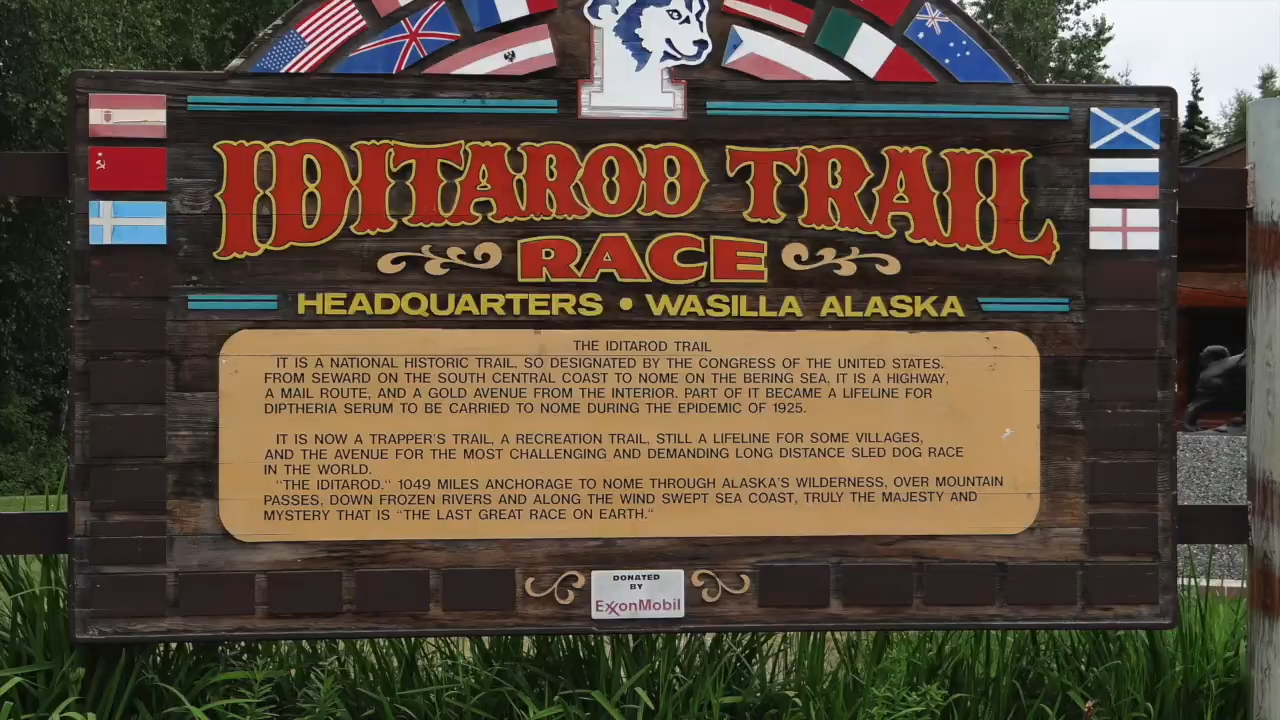 IDITAROD TRAIL
RACE
HEADQUARTERS • WASILLA ALASKA
THE IDITAROD TRAIL
IT IS A NATIONAL HISTORIC TRAIL, SO DESIGNATED BY THE CONGRESS OF THE UNITED STATES.
FROM SEWARD ON THE SOUTH CENTRAL COAST TO NOME ON THE BERING SEA, IT IS A HIGHWAY,
A MAIL ROUTE, AND A GOLD AVENUE FROM THE INTERIOR. PART OF IT BECAME A LIFELINE FOR
DIPTHERIA SERUM TO BE CARRIED TO NOME DURING THE EPIDEMIC OF 1925.
IT IS NOW A TRAPPER'S TRAIL, A RECREATION TRAIL, STILL A LIFELINE FOR SOME VILLAGES,
AND THE AVENUE FOR THE MOST CHALLENGING AND DEMANDING LONG DISTANCE SLED DOG RACE
IN THE WORLD.
"THE IDITAROD." 1049 MILES ANCHORAGE TO NOME THROUGH ALASKA'S WILDERNESS, OVER MOUNTAIN
PASSES, DOWN FROZEN RIVERS AND ALONG THE WIND SWEPT SEA COAST, TRULY THE MAJESTY AND
MYSTERY THAT IS "THE LAST GREAT RACE ON EARTH."
DONATED
BY
ExxonMobil